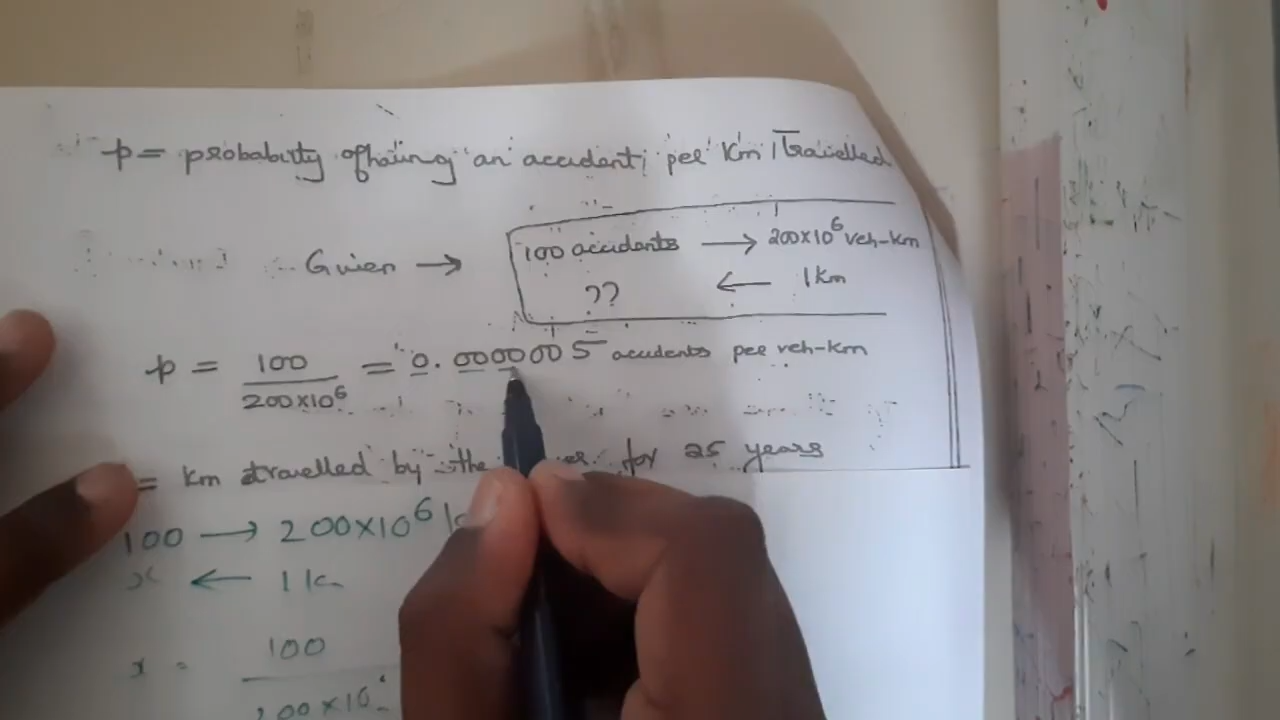 p = probability of having an accident, per km Travelled
Given → 100 accidents → 200×10⁶ veh-km
?? ← 1 Km
p = 100 / 200×10⁶ = 0.0000005 accidents per veh-km
= km travelled by the for 25 years
100 → 200×10⁶ k
x ← 1 km
x = 100 / 200×10⁶